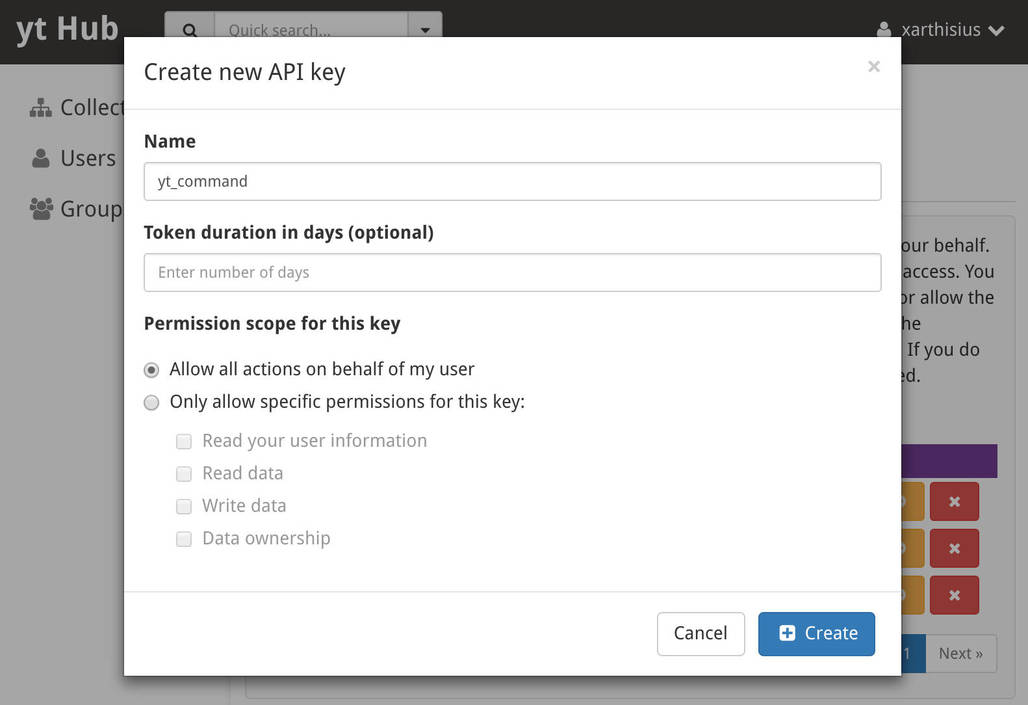 yt Hub
Quick search...
xarthisius
Create new API key
×
Collect
Users
Group
Name
yt_command
Token duration in days (optional)
Enter number of days
Permission scope for this key
Allow all actions on behalf of my user
Only allow specific permissions for this key:
Read your user information
Read data
Write data
Data ownership
Cancel
Create
our behalf.
access. You
or allow the
he
If you do
ed.
1
Next »